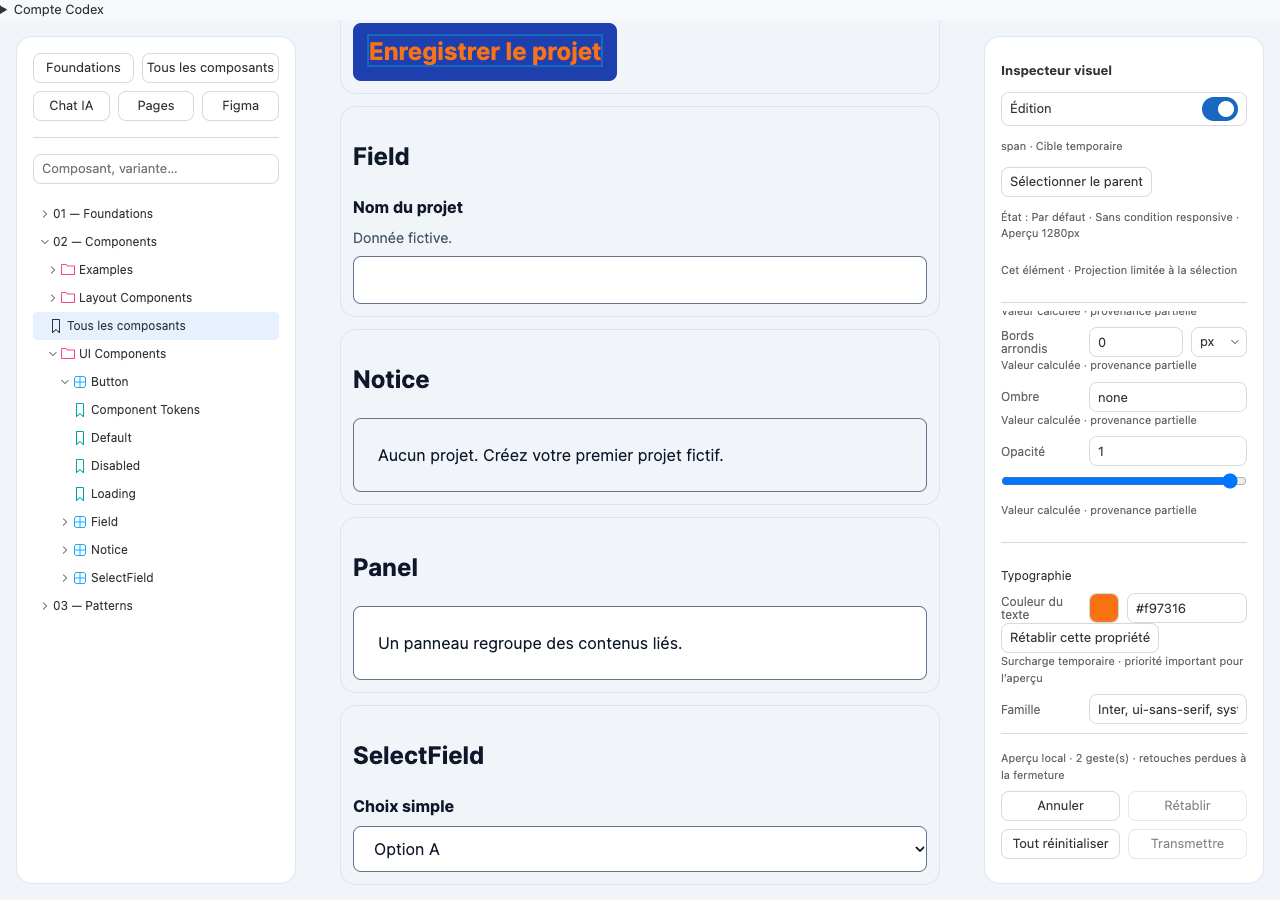 Compte Codex
Foundations
Tous les composants
Chat IA
Pages
Figma
Composant, variante…
01 — Foundations
02 — Components
Examples
Layout Components
Tous les composants
UI Components
Button
Component Tokens
Default
Disabled
Loading
Field
Notice
SelectField
03 — Patterns
Enregistrer le projet
Field
Nom du projet
Donnée fictive.
Notice
Aucun projet. Créez votre premier projet fictif.
Panel
Un panneau regroupe des contenus liés.
SelectField
Choix simple
Option A
Inspecteur visuel
Édition
span · Cible temporaire
Sélectionner le parent
État : Par défaut · Sans condition responsive ·
Aperçu 1280px
Cet élément · Projection limitée à la sélection
Valeur calculée · provenance partielle
Bords
arrondis
0
px
Valeur calculée · provenance partielle
Ombre
none
Valeur calculée · provenance partielle
Opacité
1
Valeur calculée · provenance partielle
Typographie
Couleur du
texte
#f97316
Rétablir cette propriété
Surcharge temporaire · priorité important pour
l'aperçu
Famille
Inter, ui-sans-serif, sys
Aperçu local · 2 geste(s) · retouches perdues à
la fermeture
Annuler
Rétablir
Tout réinitialiser
Transmettre